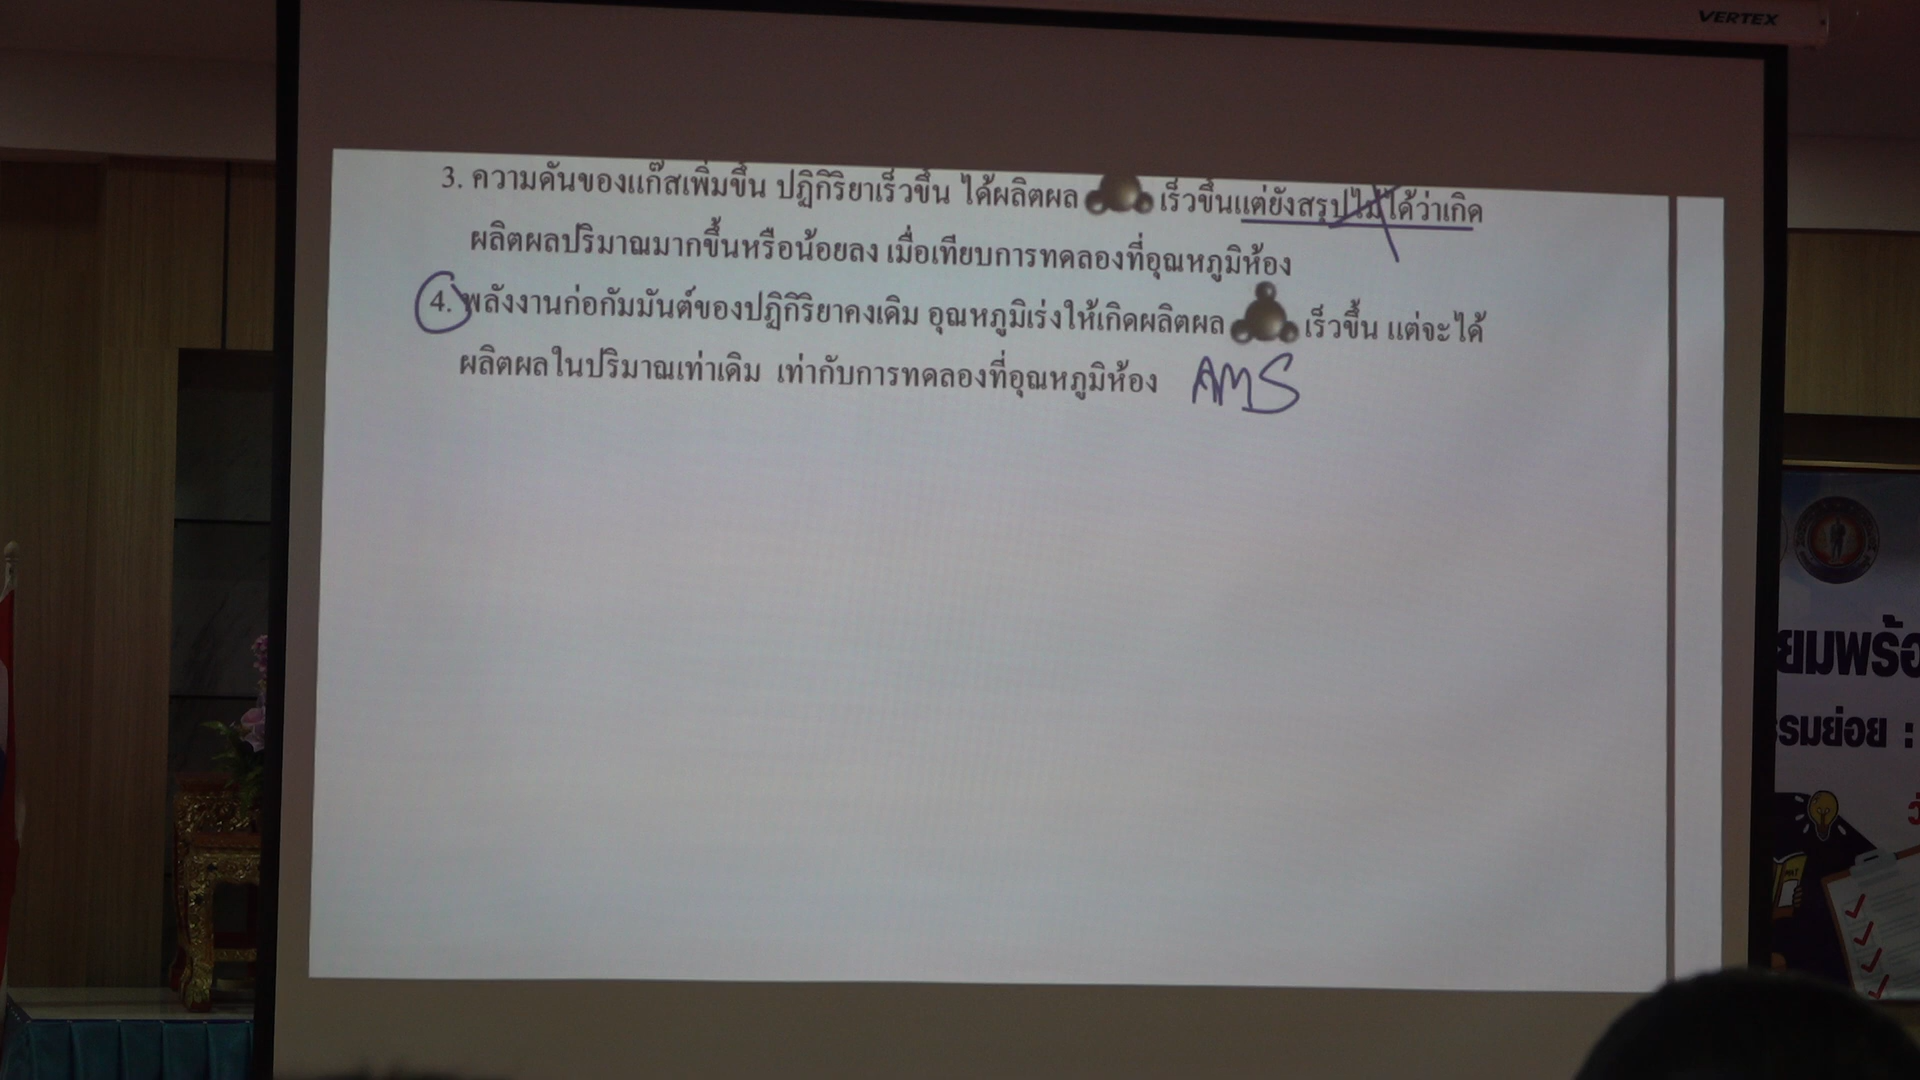 VERTEX
3. ความดันของแก๊สเพิ่มขึ้น ปฏิกิริยาเร็วขึ้น ได้ผลิตผล เร็วขึ้นแต่ยังสรุปไม่ได้ว่าเกิด
ผลิตผลปริมาณมากขึ้นหรือน้อยลง เมื่อเทียบการทดลองที่อุณหภูมิห้อง
4. พลังงานก่อกัมมันต์ของปฏิกิริยาคงเดิม อุณหภูมิเร่งให้เกิดผลิตผล เร็วขึ้น แต่จะได้
ผลิตผลในปริมาณเท่าเดิม เท่ากับการทดลองที่อุณหภูมิห้อง AMS
ยมพร้อ
รรมย่อย :